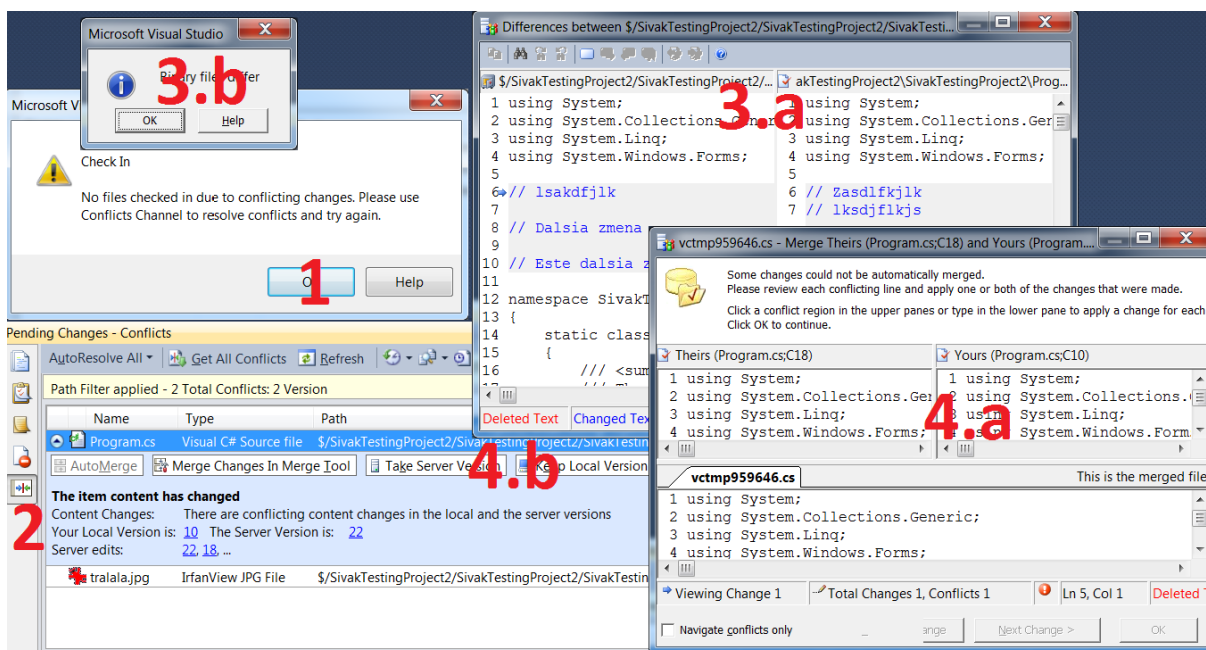 Microsoft Visual Studio
3.b
OK
Help
Microsoft V
Check In
No files checked in due to conflicting changes. Please use
Conflicts Channel to resolve conflicts and try again.
1
Help
Differences between $/SivakTestingProject2/SivakTestingProject2/SivakTesti...
$/SivakTestingProject2/SivakTestingProject2/...
akTestingProject2\SivakTestingProject2\Prog...
3.a
1 using System;
2 using System.Collections.Gener
3 using System.Linq;
4 using System.Windows.Forms;
5
6 // lsakdfjlk
7
8 // Dalsia zmena
9
10 // Este dalsia z
11
12 namespace SivakT
13 {
14 static class
15 {
16 /// <sum
1 using System;
2 using System.Collections.Ger
3 using System.Linq;
4 using System.Windows.Forms;
5
6 // Zasdlfkjlk
7 // lksdjflkjs
Deleted Text
Changed Tex
Pending Changes - Conflicts
AutoResolve All
Get All Conflicts
Refresh
Path Filter applied - 2 Total Conflicts: 2 Version
Name Type Path
Program.cs Visual C# Source file $/SivakTestingProject2/SivakTestingProject2/SivakTestin
AutoMerge
Merge Changes In Merge Tool
Take Server Version
Keep Local Version
4.b
The item content has changed
Content Changes: There are conflicting content changes in the local and the server versions
Your Local Version is: 10 The Server Version is: 22
Server edits: 22, 18, ...
2
tralala.jpg IrfanView JPG File $/SivakTestingProject2/SivakTestingProject2/SivakTestin
vctmp959646.cs - Merge Theirs (Program.cs;C18) and Yours (Program....
Some changes could not be automatically merged.
Please review each conflicting line and apply one or both of the changes that were made.
Click a conflict region in the upper panes or type in the lower pane to apply a change for each
Click OK to continue.
Theirs (Program.cs;C18)
1 using System;
2 using System.Collections.Ger
3 using System.Linq;
4 using System.Windows.Forms;
Yours (Program.cs;C10)
1 using System;
2 using System.Collections.
3 using System.Linq;
4 using System.Windows.Form
4.a
vctmp959646.cs
This is the merged file
1 using System;
2 using System.Collections.Generic;
3 using System.Linq;
4 using System.Windows.Forms;
Viewing Change 1
Total Changes 1, Conflicts 1
Ln 5, Col 1
Deleted
Navigate conflicts only
ange
Next Change >
OK